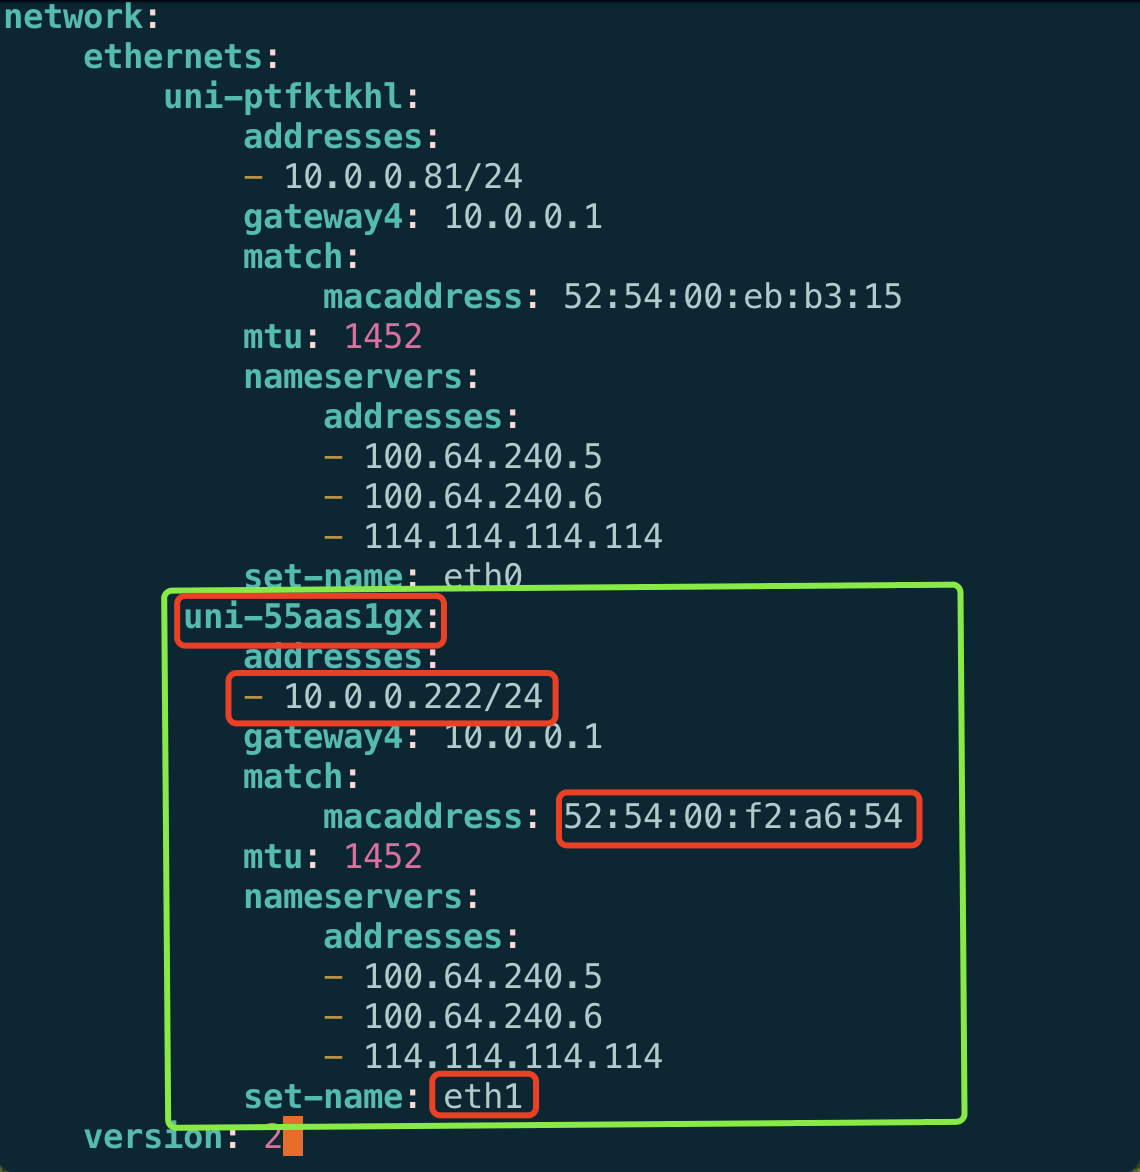 network:
    ethernets:
        uni-ptfktkhl:
            addresses:
            - 10.0.0.81/24
            gateway4: 10.0.0.1
            match:
                macaddress: 52:54:00:eb:b3:15
            mtu: 1452
            nameservers:
                addresses:
                - 100.64.240.5
                - 100.64.240.6
                - 114.114.114.114
            set-name: eth0
         uni-55aas1gx:
            addresses:
            - 10.0.0.222/24
            gateway4: 10.0.0.1
            match:
                macaddress: 52:54:00:f2:a6:54
            mtu: 1452
            nameservers:
                addresses:
                - 100.64.240.5
                - 100.64.240.6
                - 114.114.114.114
            set-name: eth1
    version: 2